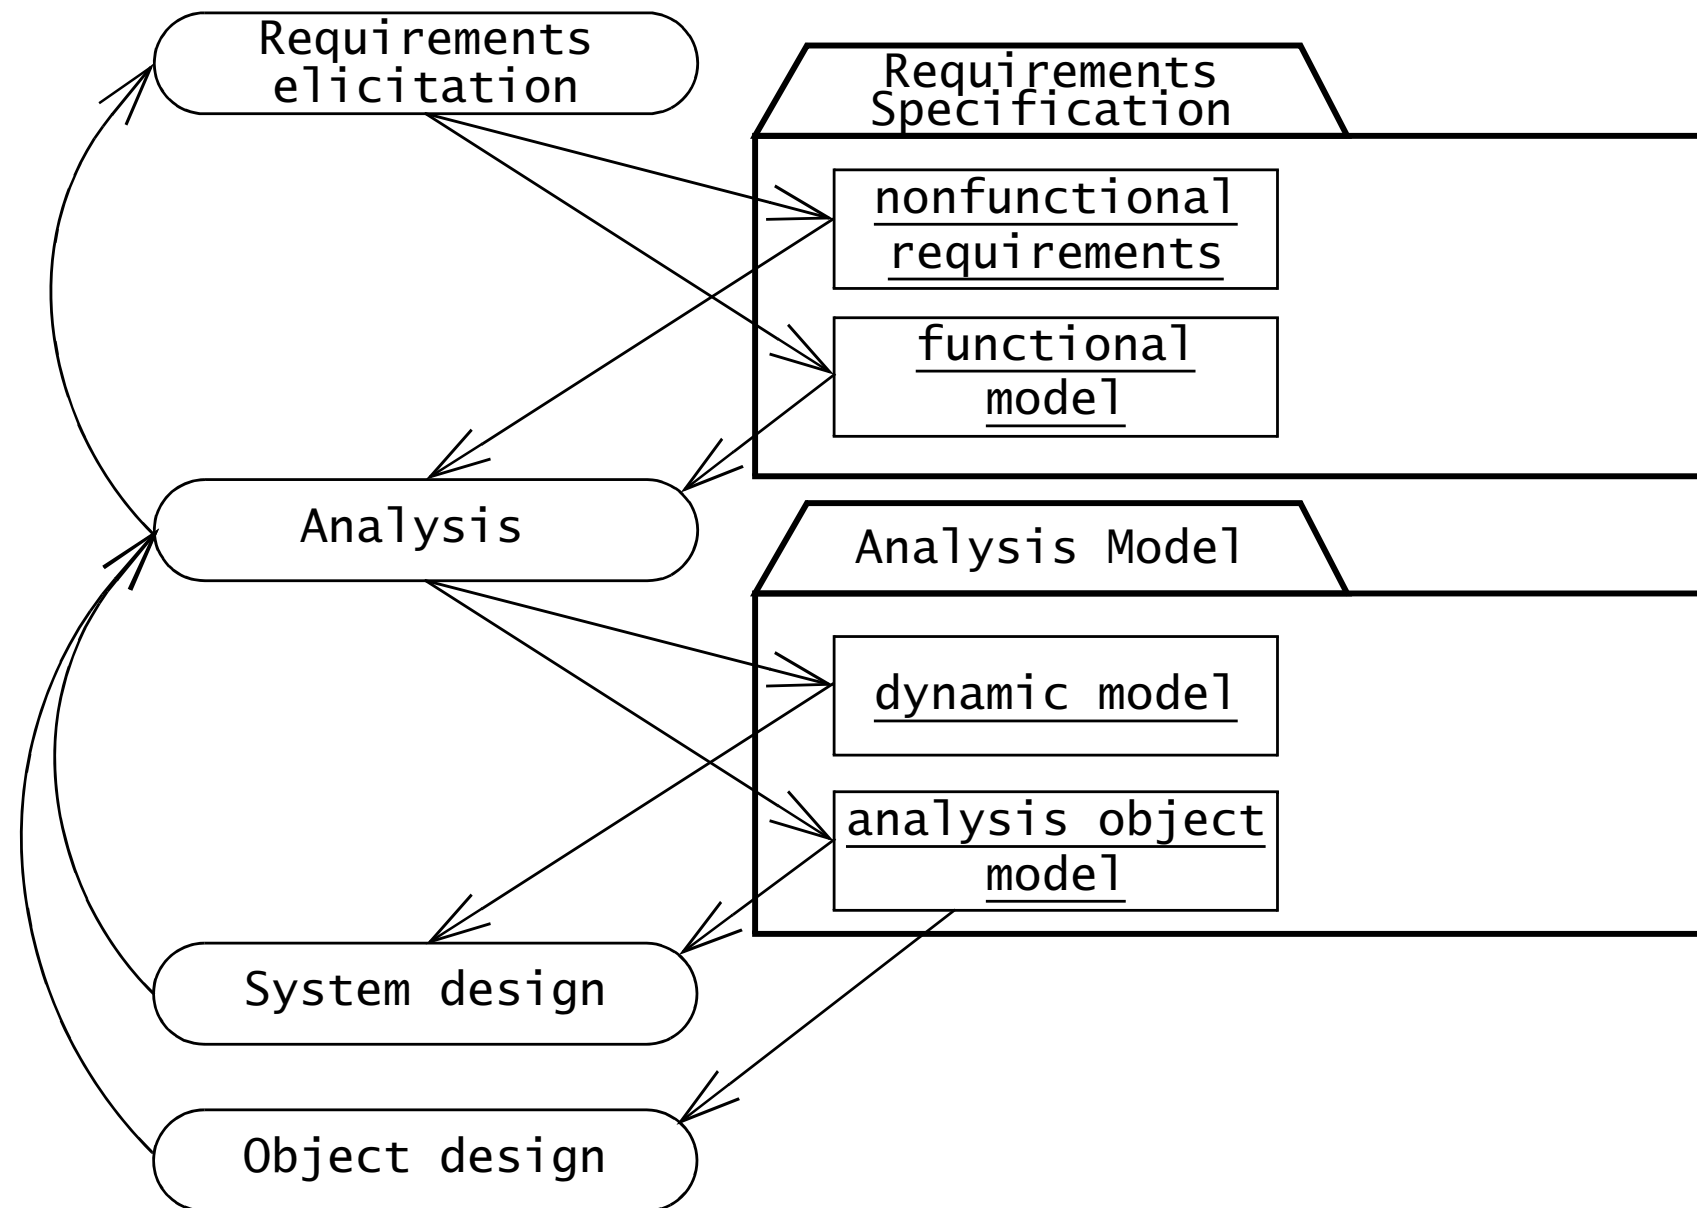 Requirements
elicitation
Requirements
Specification
nonfunctional
requirements
functional
model
Analysis
Analysis Model
dynamic model
analysis object
model
System design
Object design